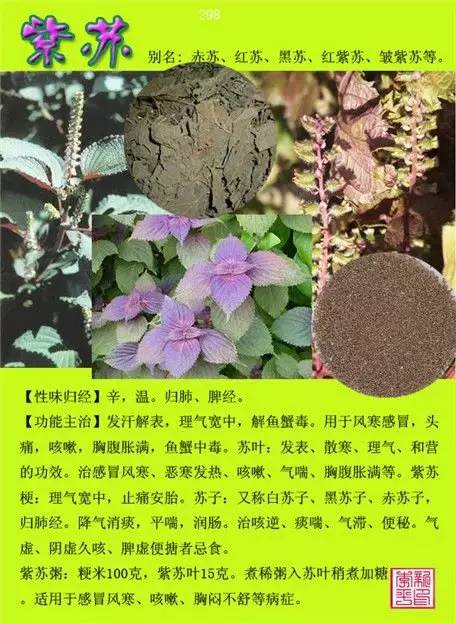 298
紫苏
别名：赤苏、红苏、黑苏、红紫苏、皱紫苏等。
【性味归经】辛，温。归肺、脾经。
【功能主治】发汗解表，理气宽中，解鱼蟹毒。用于风寒感冒，头
痛，咳嗽，胸腹胀满，鱼蟹中毒。苏叶：发表、散寒、理气、和营
的功效。治感冒风寒、恶寒发热、咳嗽、气喘、胸腹胀满等。紫苏
梗：理气宽中，止痛安胎。苏子：又称白苏子、黑苏子，赤苏子，
归肺经。降气消痰，平喘，润肠。治咳逆、痰喘、气滞、便秘。气
虚、阴虚久咳、脾虚便搪者忌食。
紫苏粥：粳米100克，紫苏叶15克。煮稀粥入苏叶稍煮加糖
。适用于感冒风寒、咳嗽、胸闷不舒等病症。